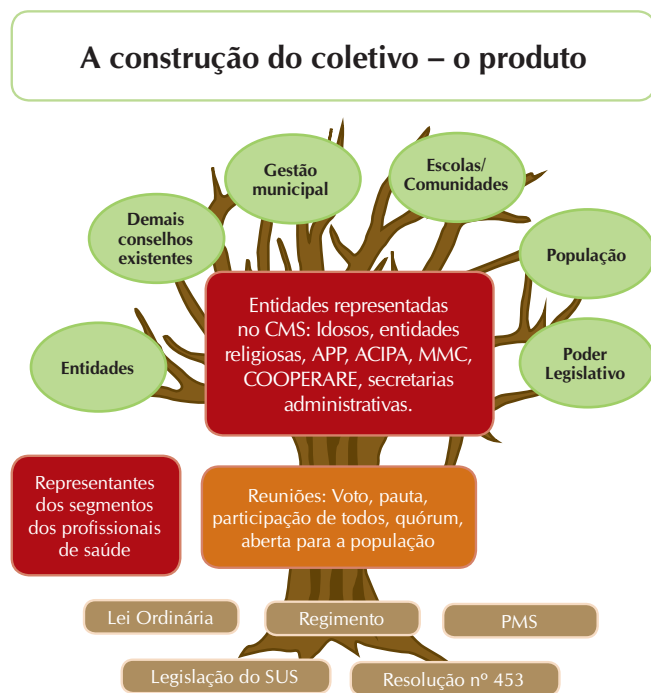 A construção do coletivo – o produto
Gestão
municipal
Escolas/
Comunidades
Demais
conselhos
existentes
População
Entidades
Poder
Legislativo
Entidades representadas
no CMS: Idosos, entidades
religiosas, APP, ACIPA, MMC,
COOPERARE, secretarias
administrativas.
Representantes
dos segmentos
dos profissionais
de saúde
Reuniões: Voto, pauta,
participação de todos, quórum,
aberta para a população
Lei Ordinária
Regimento
PMS
Legislação do SUS
Resolução nº 453